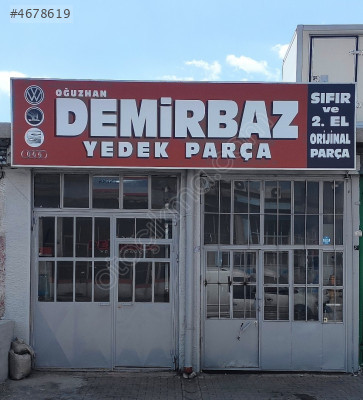 #4678619
OĞUZHAN
DEMİRBAZ
YEDEK PARÇA
SIFIR
ve
2. EL
ORİJİNAL
PARÇA